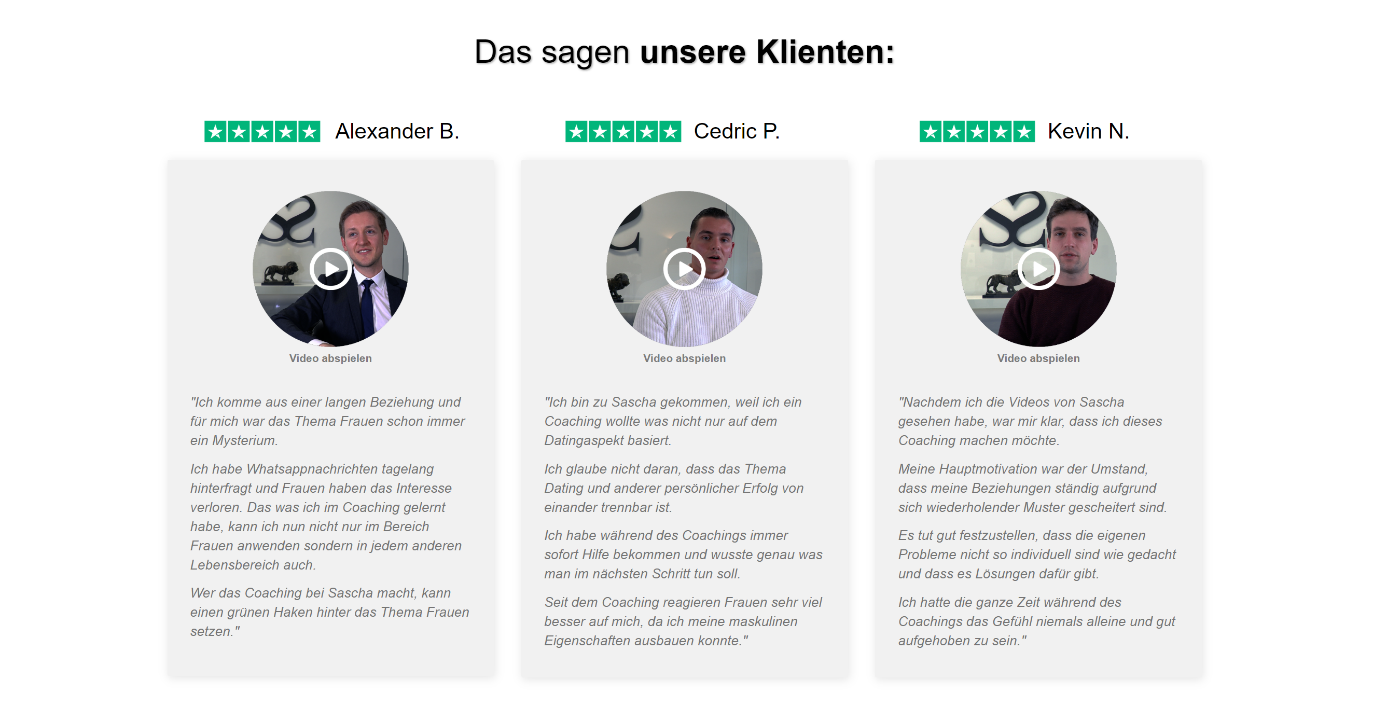 Das sagen unsere Klienten:
Alexander B.
Video abspielen
"Ich komme aus einer langen Beziehung und
für mich war das Thema Frauen schon immer
ein Mysterium.
Ich habe Whatsappnachrichten tagelang
hinterfragt und Frauen haben das Interesse
verloren. Das was ich im Coaching gelernt
habe, kann ich nun nicht nur im Bereich
Frauen anwenden sondern in jedem anderen
Lebensbereich auch.
Wer das Coaching bei Sascha macht, kann
einen grünen Haken hinter das Thema Frauen
setzen."
Cedric P.
Video abspielen
"Ich bin zu Sascha gekommen, weil ich ein
Coaching wollte was nicht nur auf dem
Datingaspekt basiert.
Ich glaube nicht daran, dass das Thema
Dating und anderer persönlicher Erfolg von
einander trennbar ist.
Ich habe während des Coachings immer
sofort Hilfe bekommen und wusste genau was
man im nächsten Schritt tun soll.
Seit dem Coaching reagieren Frauen sehr viel
besser auf mich, da ich meine maskulinen
Eigenschaften ausbauen konnte."
Kevin N.
Video abspielen
"Nachdem ich die Videos von Sascha
gesehen habe, war mir klar, dass ich dieses
Coaching machen möchte.
Meine Hauptmotivation war der Umstand,
dass meine Beziehungen ständig aufgrund
sich wiederholender Muster gescheitert sind.
Es tut gut festzustellen, dass die eigenen
Probleme nicht so individuell sind wie gedacht
und dass es Lösungen dafür gibt.
Ich hatte die ganze Zeit während des
Coachings das Gefühl niemals alleine und gut
aufgehoben zu sein."